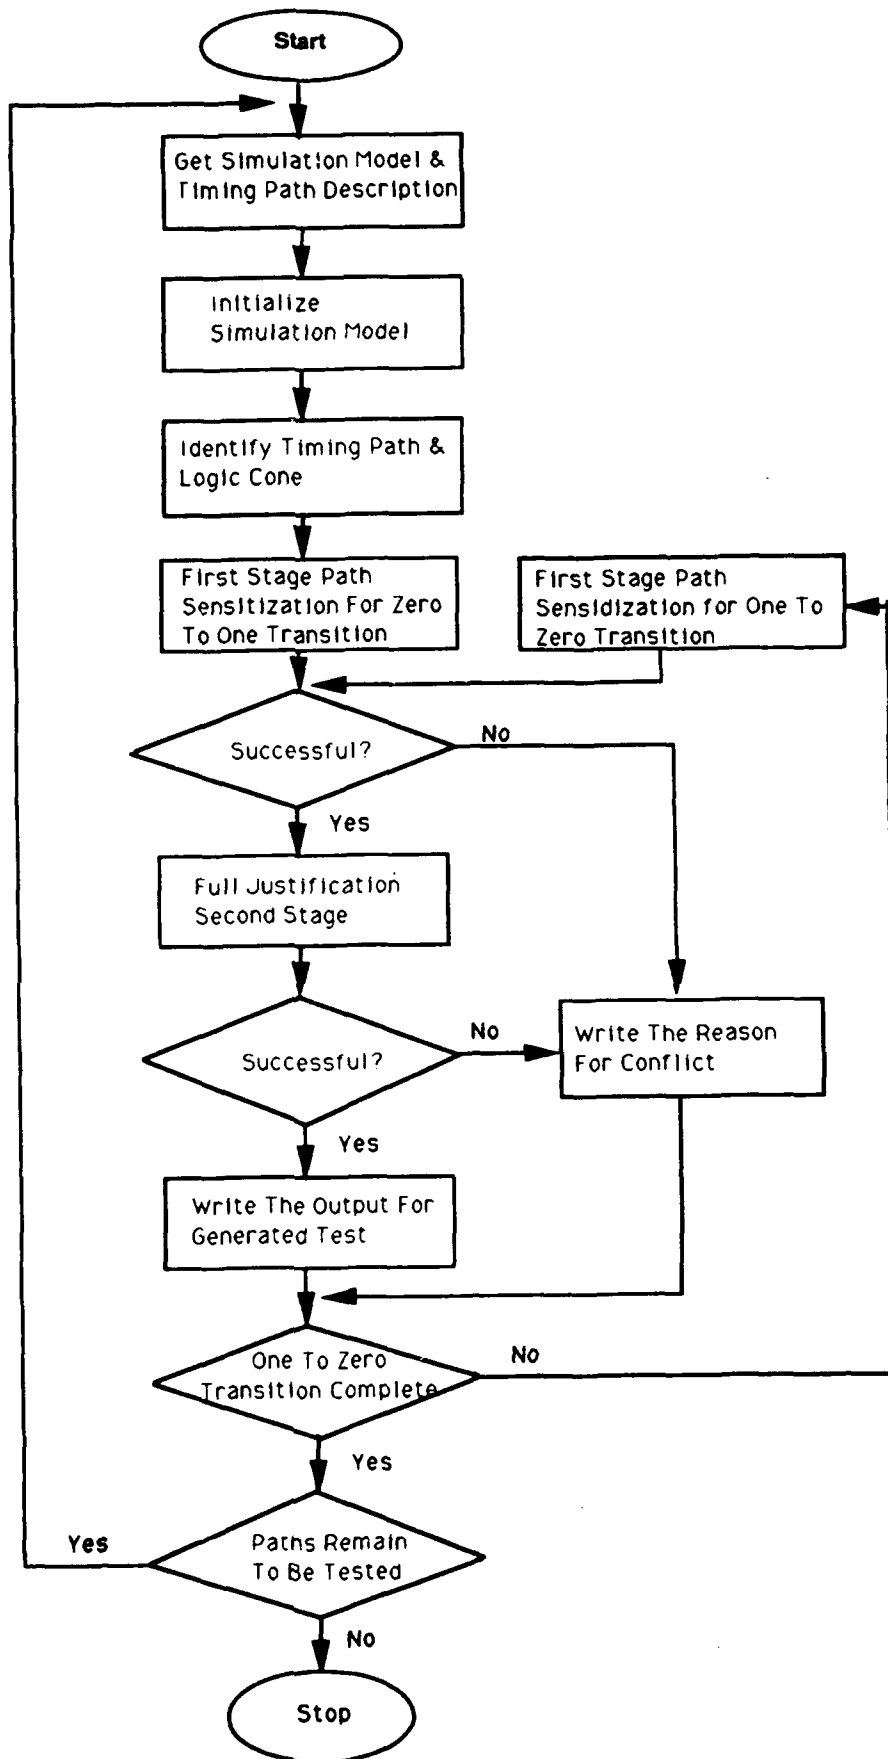 Start
Get Simulation Model &
Timing Path Description
Initialize
Simulation Model
Identify Timing Path &
Logic Cone
First Stage Path
Sensitization For Zero
To One Transition
First Stage Path
Sensidization for One To
Zero Transition
Successful?
No
Yes
Full Justification
Second Stage
Successful?
No
Write The Reason
For Conflict
Yes
Write The Output For
Generated Test
One To Zero
Transition Complete
No
Yes
Paths Remain
To Be Tested
Yes
No
Stop